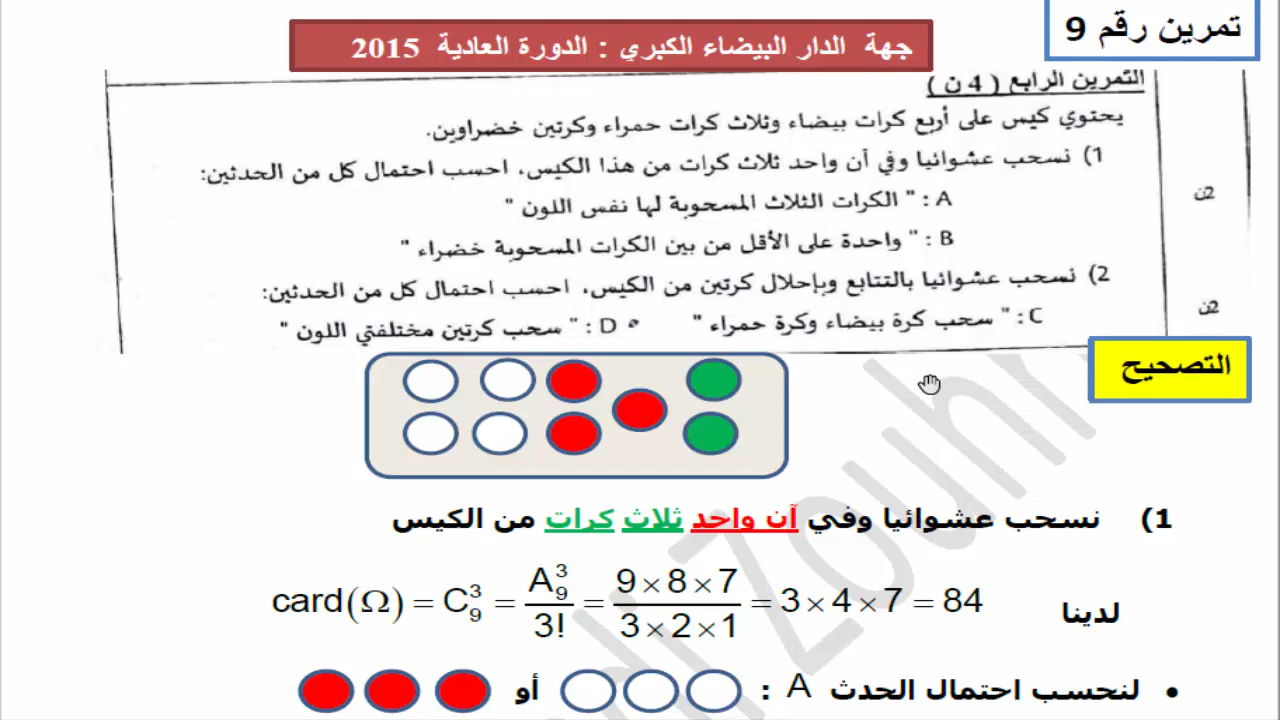 تمرين رقم 9
جهة الدار البيضاء الكبري : الدورة العادية 2015
التمرين الرابع ( 4 ن )
يحتوي كيس على أربع كرات بيضاء وثلاث كرات حمراء وكرتين خضراوين.
1) نسحب عشوائيا وفي آن واحد ثلاث كرات من هذا الكيس، احسب احتمال كل من الحدثين:
2ن
A : " الكرات الثلاث المسحوبة لها نفس اللون "
B : " واحدة على الأقل من بين الكرات المسحوبة خضراء "
2) نسحب عشوائيا بالتتابع وبإحلال كرتين من الكيس، احسب احتمال كل من الحدثين:
2ن
C : " سحب كرة بيضاء وكرة حمراء " D : " سحب كرتين مختلفتي اللون "
التصحيح
1) نسحب عشوائيا وفي آن واحد ثلاث كرات من الكيس
لدينا card(Ω) = C₉³ = A₉³/3! = (9×8×7)/(3×2×1) = 3×4×7 = 84
• لنحسب احتمال الحدث A : أو
Zouhri